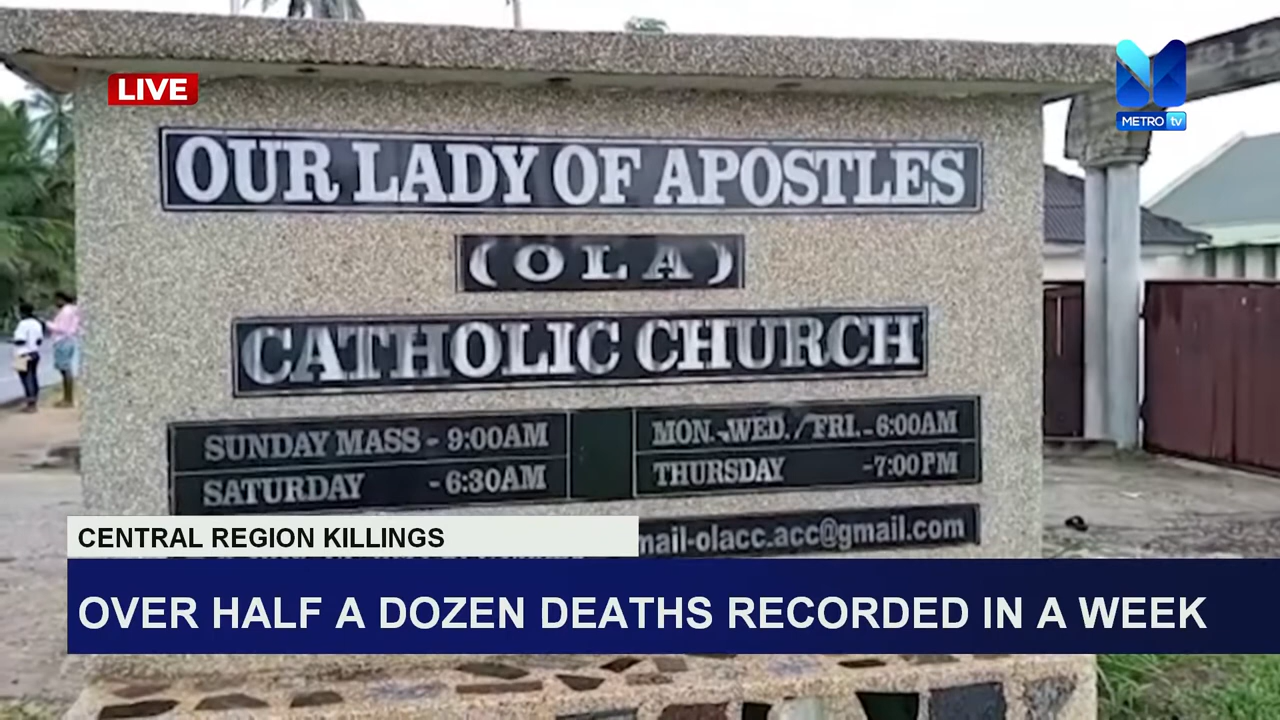 LIVE
METRO tv
OUR LADY OF APOSTLES
(OLA)
CATHOLIC CHURCH
SUNDAY MASS - 9:00AM
SATURDAY - 6:30AM
MON.-WED./FRI.-6:00AM
THURSDAY -7:00PM
mail-olacc.acc@gmail.com
CENTRAL REGION KILLINGS
OVER HALF A DOZEN DEATHS RECORDED IN A WEEK